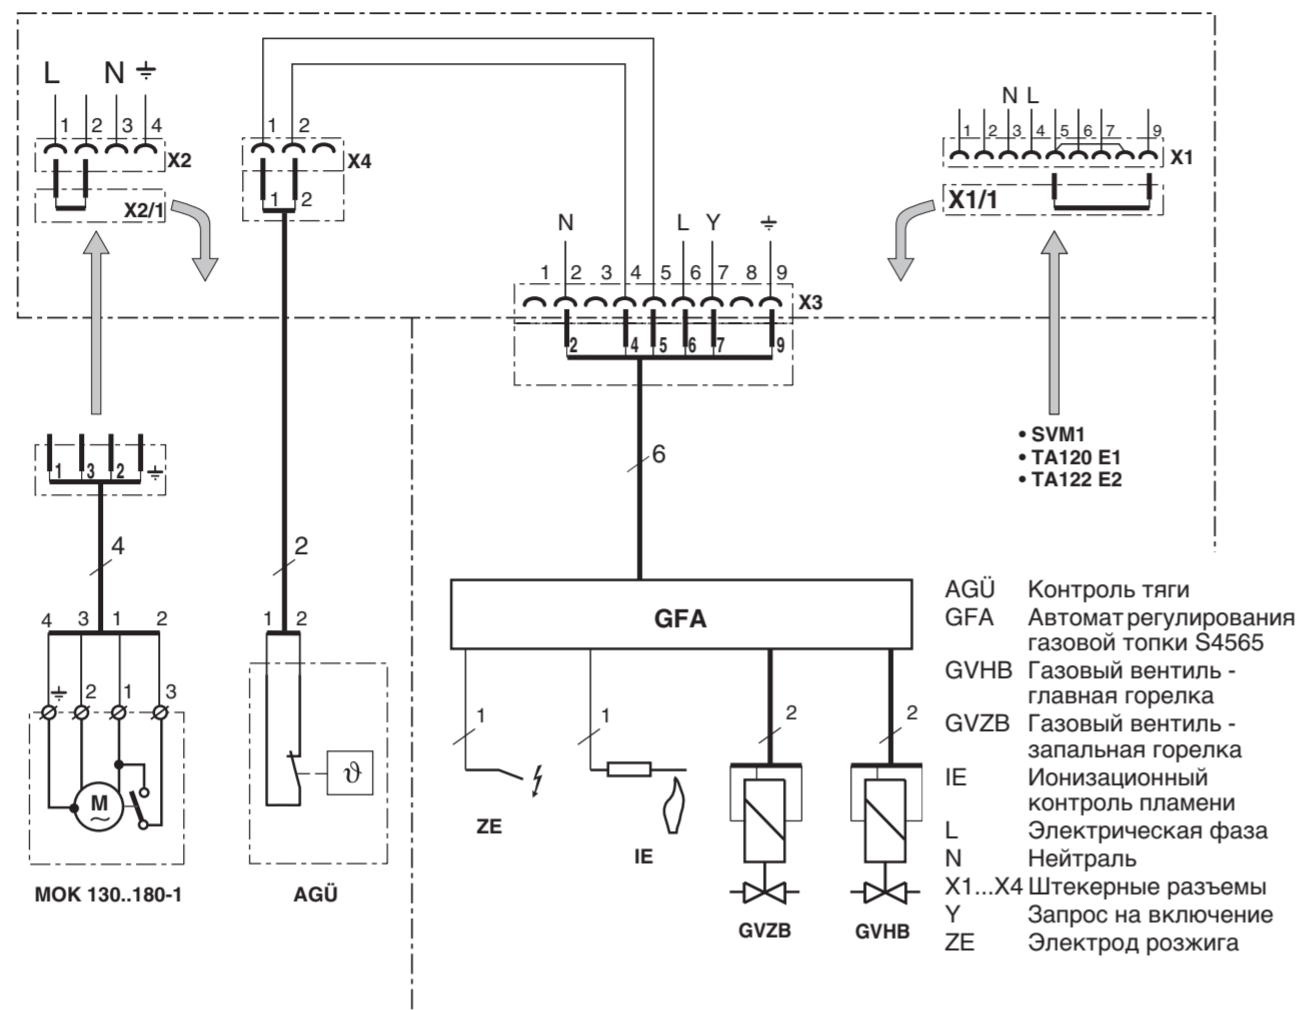 L N
1 2 3 4
X2
X2/1
1 2
X4
1 2
N L
1 2 3 4 5 6 7 9
X1
X1/1
N L Y
1 2 3 4 5 6 7 8 9
X3
2 4 5 6 7 9
• SVM1
• TA120 E1
• TA122 E2
1 3 2
4
2
6
4 3 1 2
1 2
2 1 3
M
~
ϑ
GFA
1 1 2 2
ZE
IE
GVZB
GVHB
MOK 130..180-1
AGÜ
AGÜ Контроль тяги
GFA Автомат регулирования
газовой топки S4565
GVHB Газовый вентиль -
главная горелка
GVZB Газовый вентиль -
запальная горелка
IE Ионизационный
контроль пламени
L Электрическая фаза
N Нейтраль
X1...X4 Штекерные разъемы
Y Запрос на включение
ZE Электрод розжига